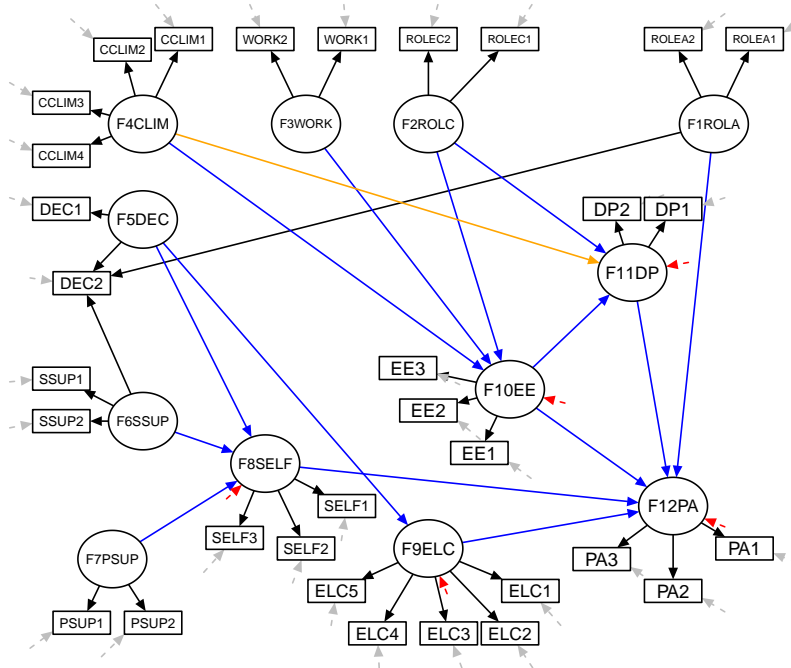 CCLIM2
CCLIM1
WORK2
WORK1
ROLEC2
ROLEC1
ROLEA2
ROLEA1
CCLIM3
F4CLIM
F3WORK
F2ROLC
F1ROLA
CCLIM4
DEC1
F5DEC
DP2
DP1
DEC2
F11DP
SSUP1
EE3
F10EE
SSUP2
F6SSUP
EE2
EE1
F8SELF
SELF1
F12PA
SELF3
SELF2
F7PSUP
F9ELC
PA3
PA1
ELC5
ELC1
PA2
PSUP1
PSUP2
ELC4
ELC3
ELC2